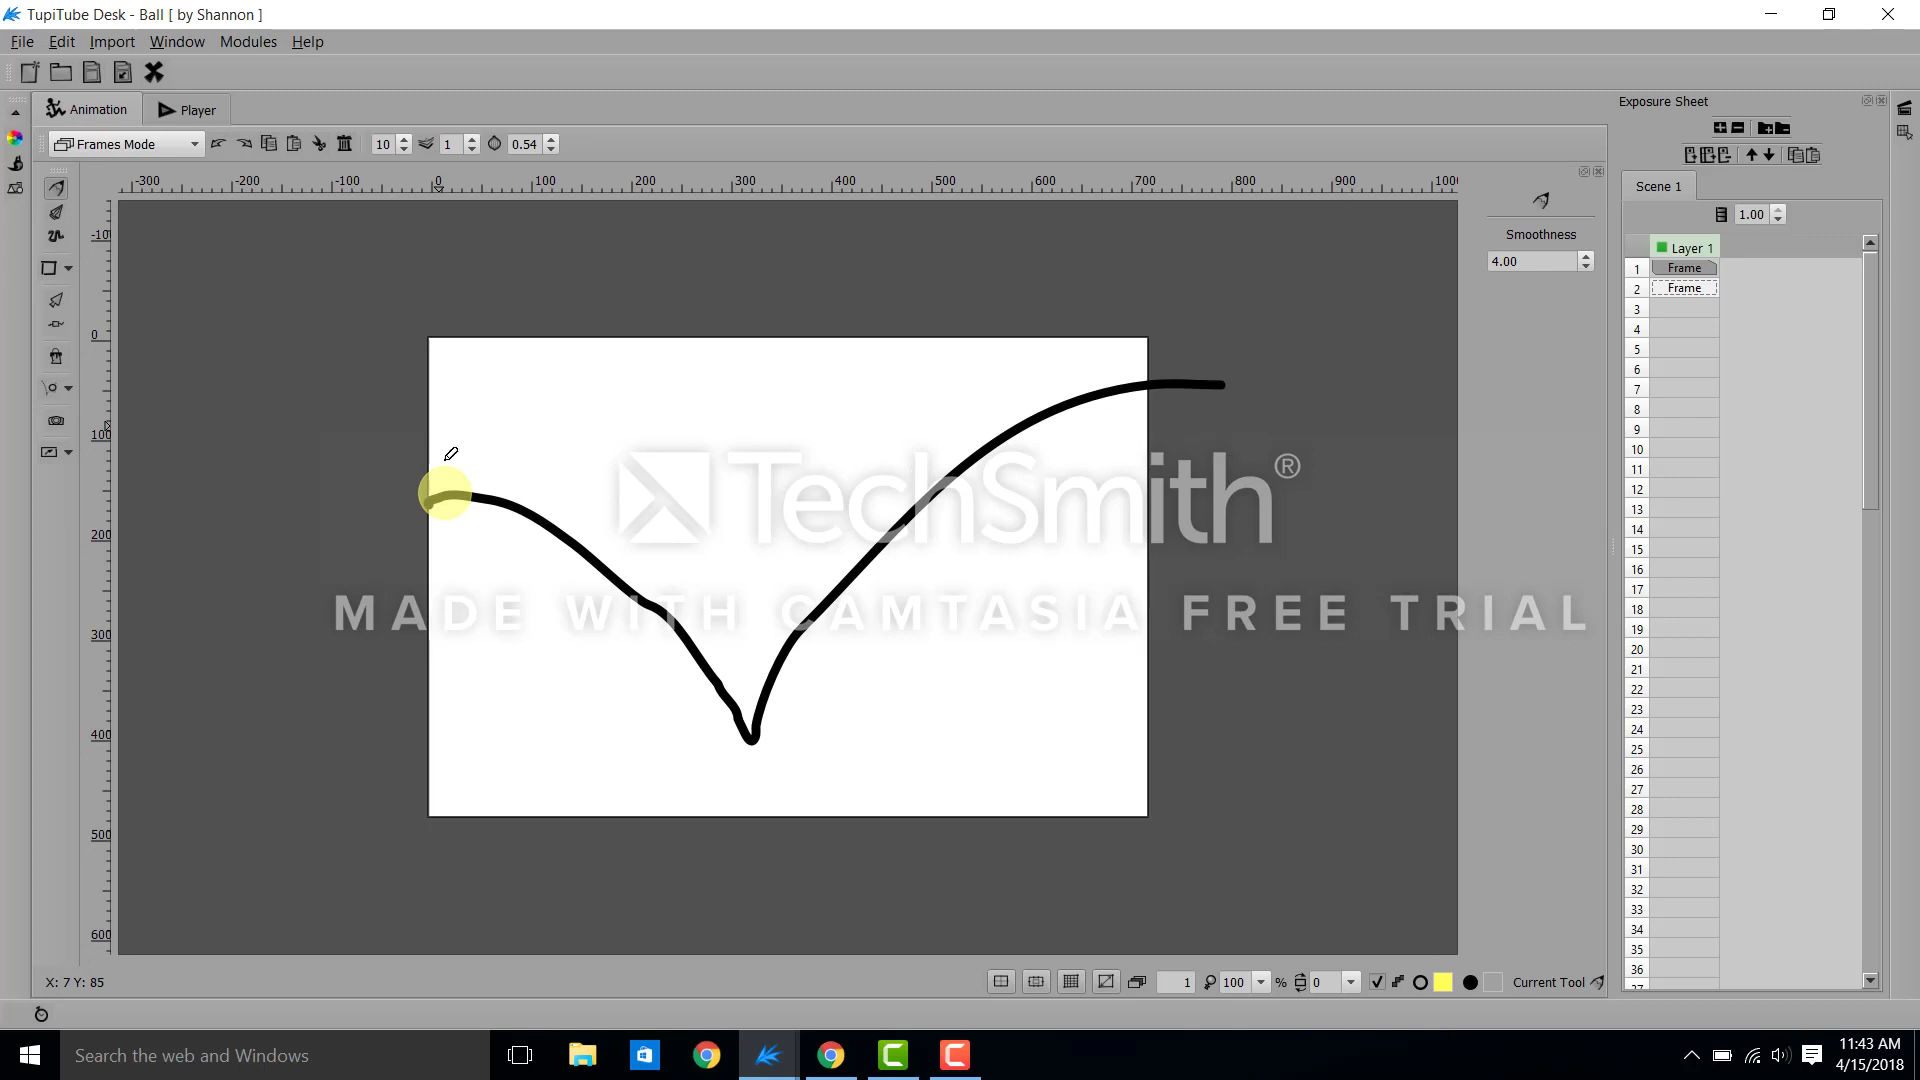 TupiTube Desk - Ball [ by Shannon ]
File Edit Import Window Modules Help
Animation Player
Frames Mode 10 1 0.54
-300 -200 -100 0 100 200 300 400 500 600 700 800 900 1000
-10
0
100
200
300
400
500
600
Smoothness
4.00
Exposure Sheet
Scene 1
1.00
Layer 1
1 Frame
2 Frame
3
4
5
6
7
8
9
10
11
12
13
14
15
16
17
18
19
20
21
22
23
24
25
26
27
28
29
30
31
32
33
34
35
36
37
TechSmith®
MADE WITH CAMTASIA FREE TRIAL
X: 7 Y: 85
1 100 % 0 Current Tool
Search the web and Windows
11:43 AM
4/15/2018